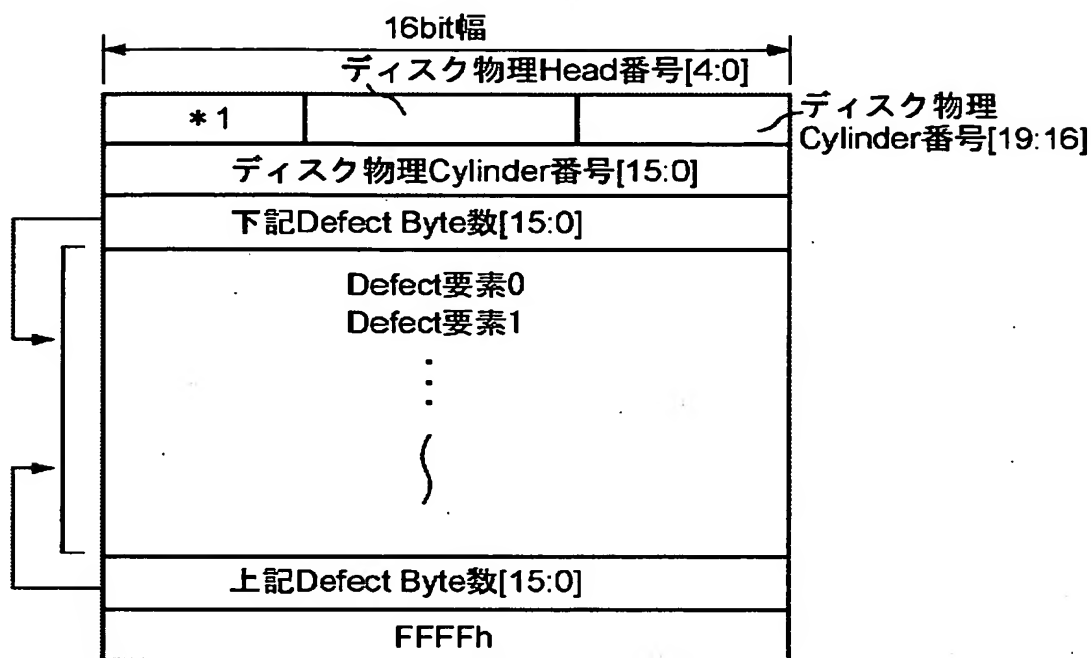 16bit幅
ディスク物理Head番号[4:0]
*1
ディスク物理
Cylinder番号[19:16]
ディスク物理Cylinder番号[15:0]
下記Defect Byte数[15:0]
Defect要素0
Defect要素1
上記Defect Byte数[15:0]
FFFFh